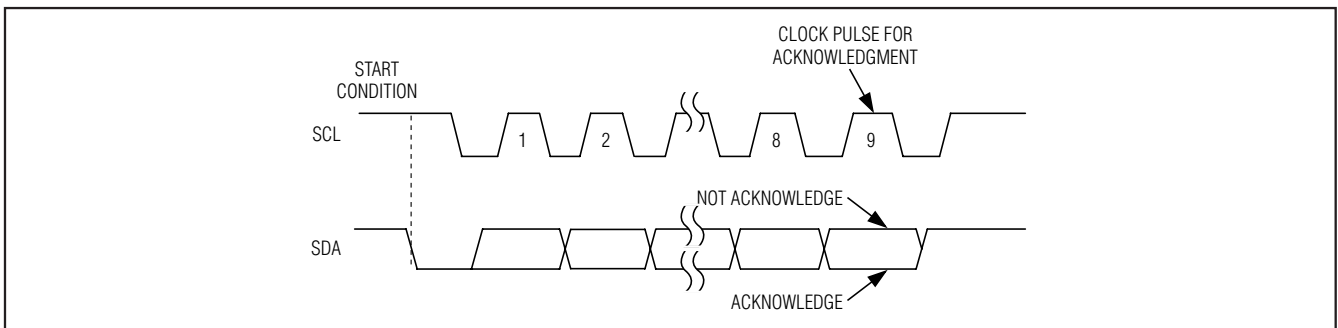 CLOCK PULSE FOR
ACKNOWLEDGMENT
START
CONDITION
SCL
1
2
8
9
NOT ACKNOWLEDGE
SDA
ACKNOWLEDGE